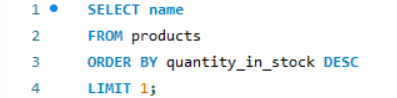 1 SELECT name
2 FROM products
3 ORDER BY quantity_in_stock DESC
4 LIMIT 1;